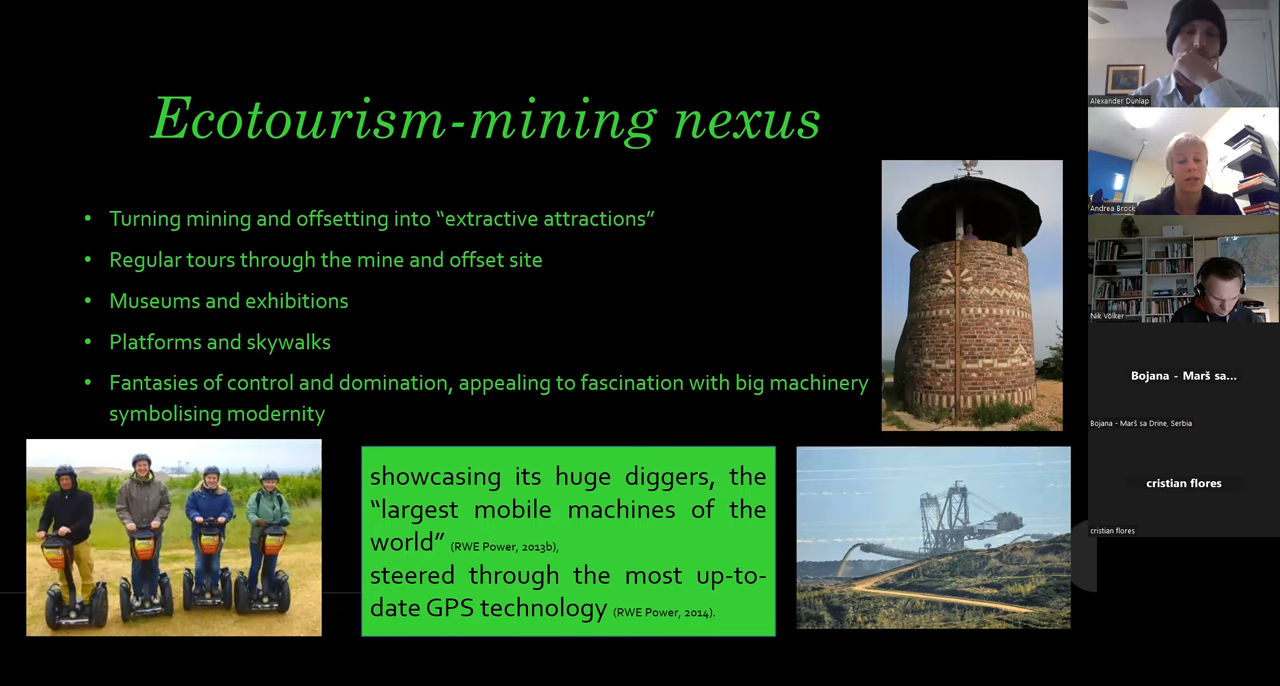 Ecotourism-mining nexus
• Turning mining and offsetting into “extractive attractions”
• Regular tours through the mine and offset site
• Museums and exhibitions
• Platforms and skywalks
• Fantasies of control and domination, appealing to fascination with big machinery
symbolising modernity
showcasing its huge diggers, the
“largest mobile machines of the
world” (RWE Power, 2013b),
steered through the most up-to-
date GPS technology (RWE Power, 2014).
Alexander Dunlap
Andrea Brock
Nik Völker
Bojana - Marš sa...
Bojana - Marš sa Drine, Serbia
cristian flores
cristian flores